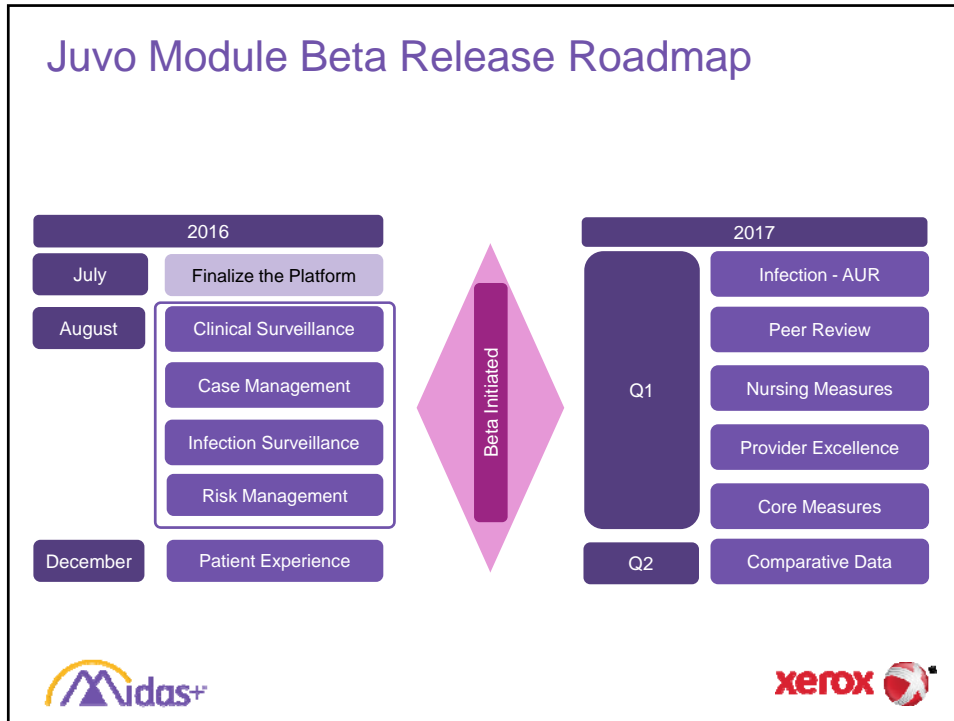 Juvo Module Beta Release Roadmap
2016
July
Finalize the Platform
August
Clinical Surveillance
Case Management
Infection Surveillance
Risk Management
December
Patient Experience
Beta Initiated
2017
Q1
Infection - AUR
Peer Review
Nursing Measures
Provider Excellence
Core Measures
Q2
Comparative Data
Midas+
xerox